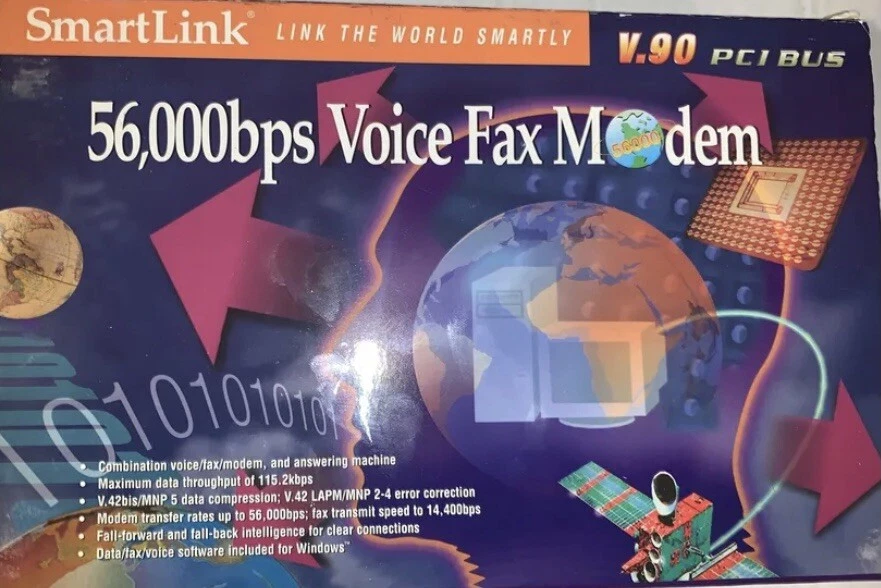 SmartLink® LINK THE WORLD SMARTLY
V.90 PCI BUS
56,000bps Voice Fax Modem
56000
1010101010
• Combination voice/fax/modem, and answering machine
• Maximum data throughput of 115.2kbps
• V.42bis/MNP 5 data compression; V.42 LAPM/MNP 2-4 error correction
• Modem transfer rates up to 56,000bps; fax transmit speed to 14,400bps
• Fall-forward and fall-back intelligence for clear connections
• Data/fax/voice software included for Windows™